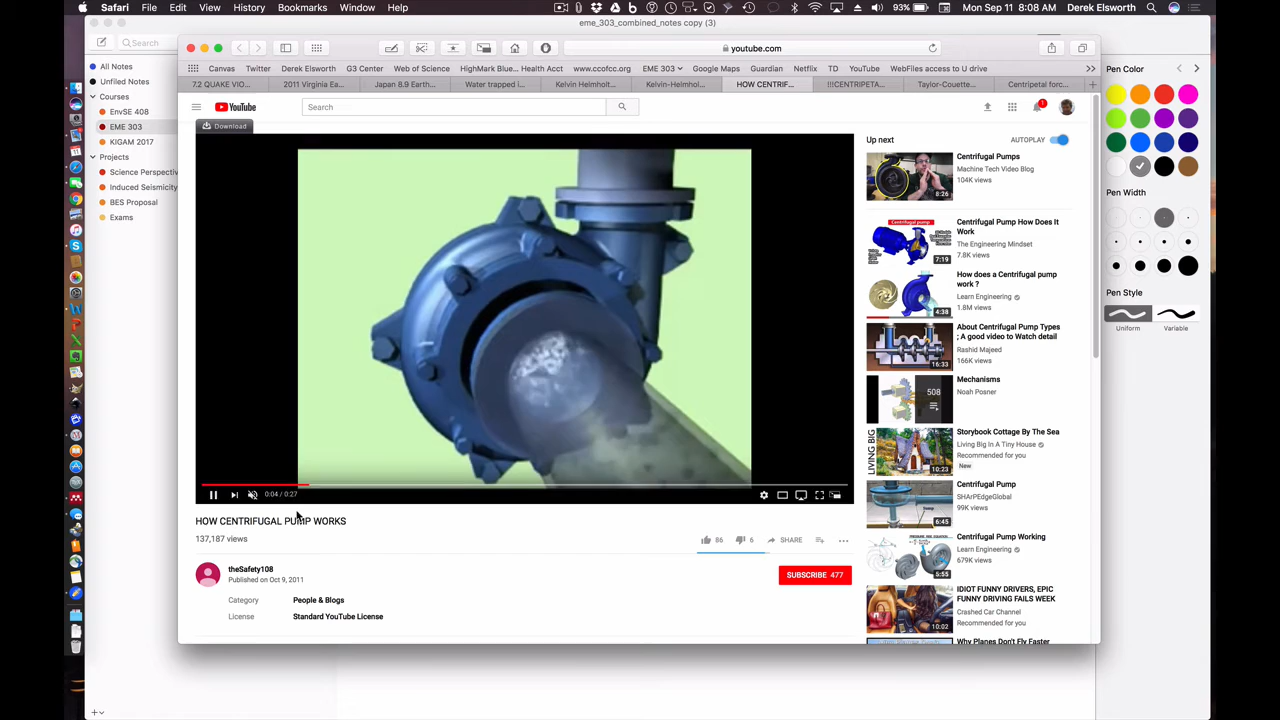 Safari File Edit View History Bookmarks Window Help
93% Mon Sep 11 8:08 AM Derek Elsworth
eme_303_combined_notes copy (3)
Search
youtube.com
Canvas Twitter Derek Elsworth G3 Center Web of Science HighMark Blue... Health Acct www.ccofcc.org EME 303 Google Maps Guardian Netflix TD YouTube WebFiles access to U drive
7.2 QUAKE VIO... 2011 Virginia Ea... Japan 8.9 Earth... Water trapped i... Kelvin Helmholt... Kelvin-Helmhol... HOW CENTRIF... !!!CENTRIPETA... Taylor-Couette... Centripetal forc...
All Notes
Unfiled Notes
Courses
EnvSE 408
EME 303
KIGAM 2017
Projects
Science Perspectiv
Induced Seismicity
BES Proposal
Exams
YouTube
Search
1
Download
0:04 / 0:27
HOW CENTRIFUGAL PUMP WORKS
137,187 views
86 6 SHARE
theSafety108
Published on Oct 9, 2011
SUBSCRIBE 477
Category People & Blogs
License Standard YouTube License
Up next AUTOPLAY
Centrifugal Pumps
Machine Tech Video Blog
104K views
8:26
Centrifugal Pump How Does It
Work
The Engineering Mindset
7.8K views
Centrifugal pump
7:19
How does a Centrifugal pump
work ?
Learn Engineering
1.8M views
4:38
About Centrifugal Pump Types
; A good video to Watch detail
Rashid Majeed
166K views
16:33
Mechanisms
Noah Posner
508
Storybook Cottage By The Sea
Living Big In A Tiny House
Recommended for you
New
LIVING BIG
10:23
Centrifugal Pump
SHArPEdgeGlobal
99K views
6:45
Centrifugal Pump Working
Learn Engineering
679K views
5:55
IDIOT FUNNY DRIVERS, EPIC
FUNNY DRIVING FAILS WEEK
Crashed Car Channel
Recommended for you
10:02
Why Planes Don't Fly Faster
Pen Color
Pen Width
Pen Style
Uniform Variable